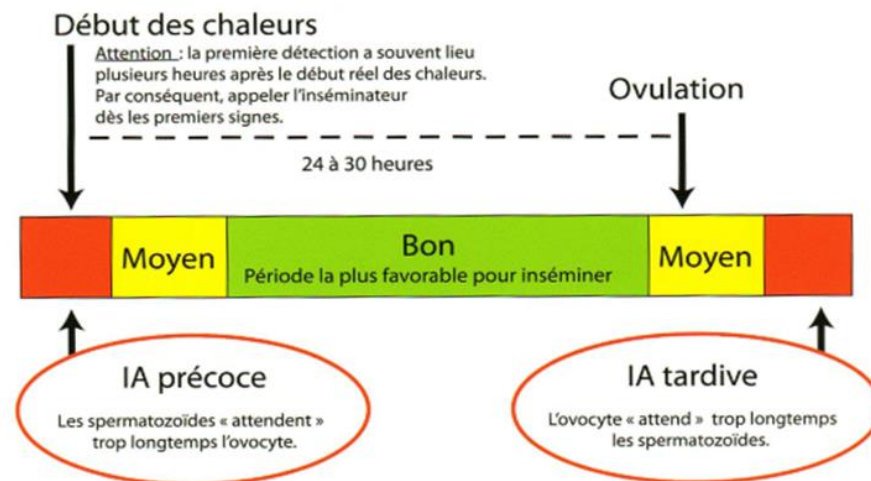 Début des chaleurs
Attention : la première détection a souvent lieu
plusieurs heures après le début réel des chaleurs.
Par conséquent, appeler l'inséminateur
dès les premiers signes.
Ovulation
24 à 30 heures
Moyen
Bon
Période la plus favorable pour inséminer
Moyen
IA précoce
Les spermatozoïdes « attendent »
trop longtemps l'ovocyte.
IA tardive
L'ovocyte « attend » trop longtemps
les spermatozoïdes.